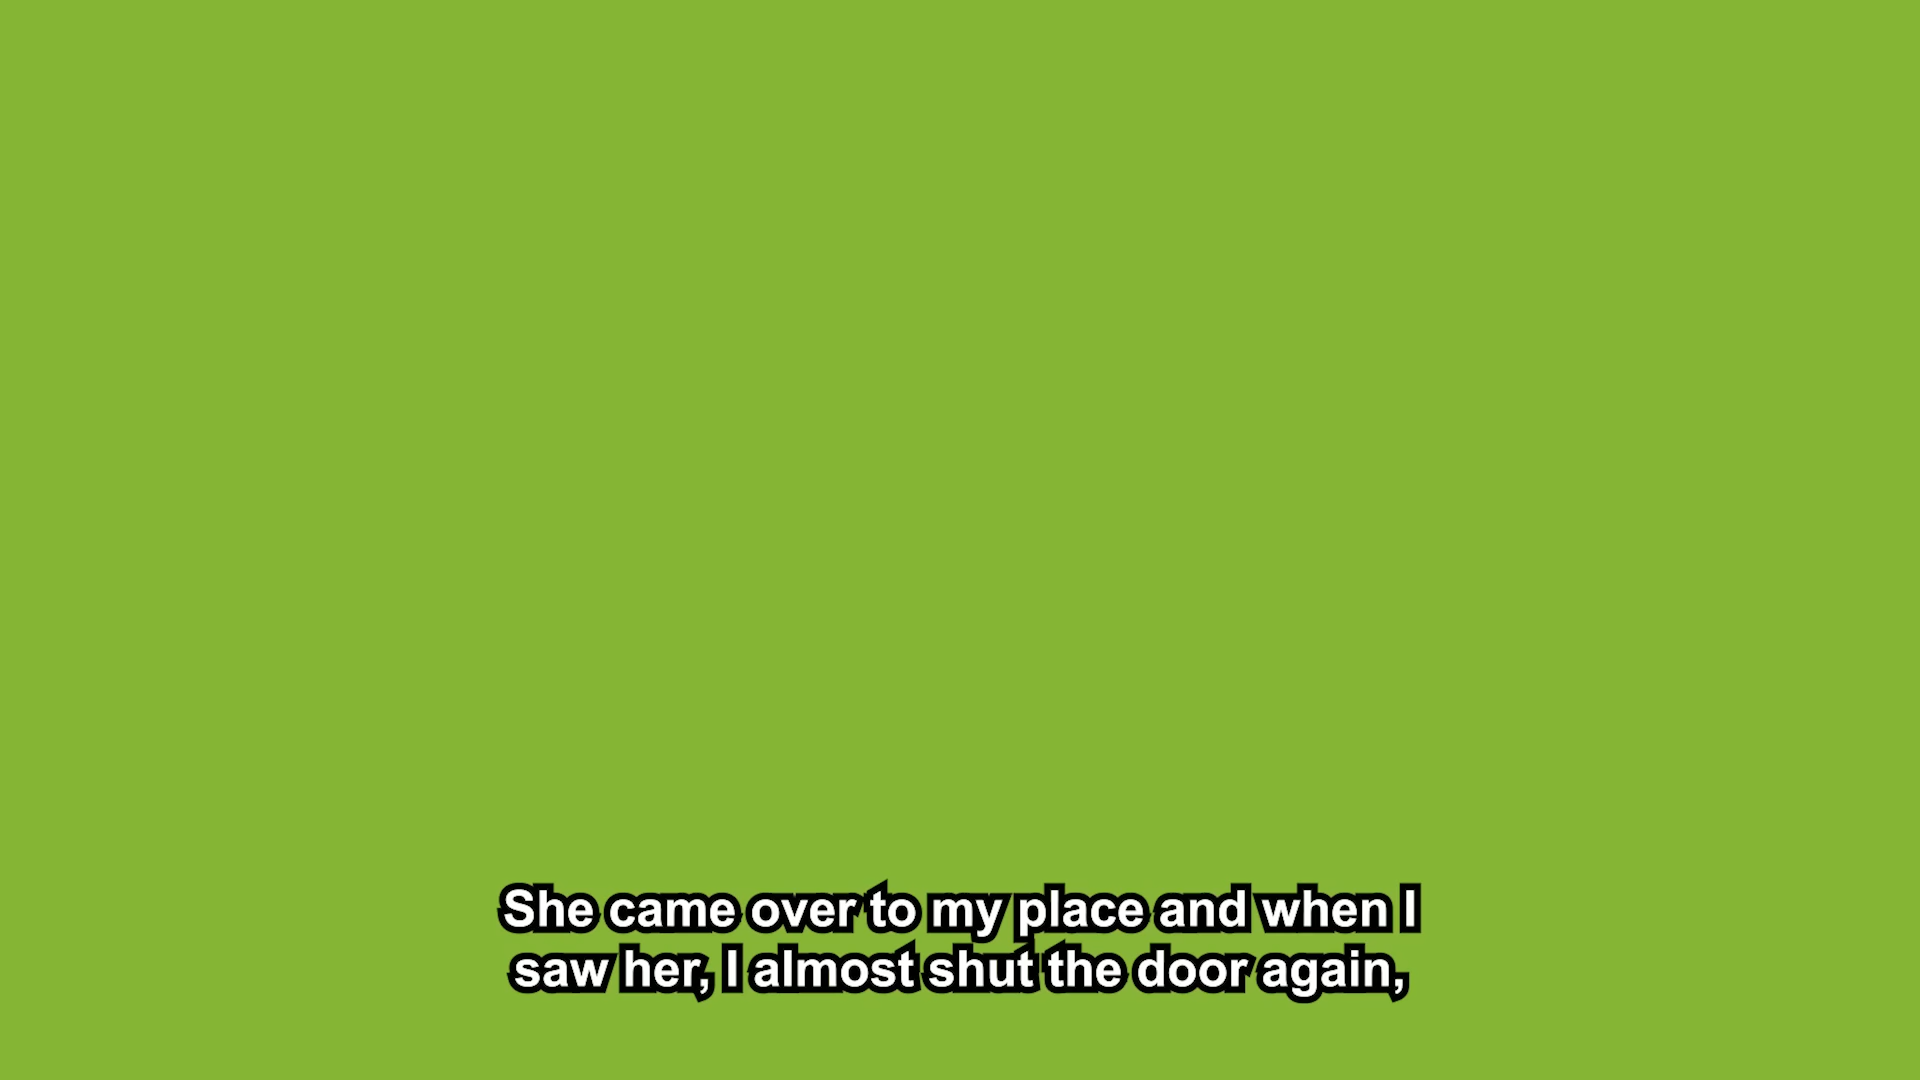 She came over to my place and when I
saw her, I almost shut the door again,